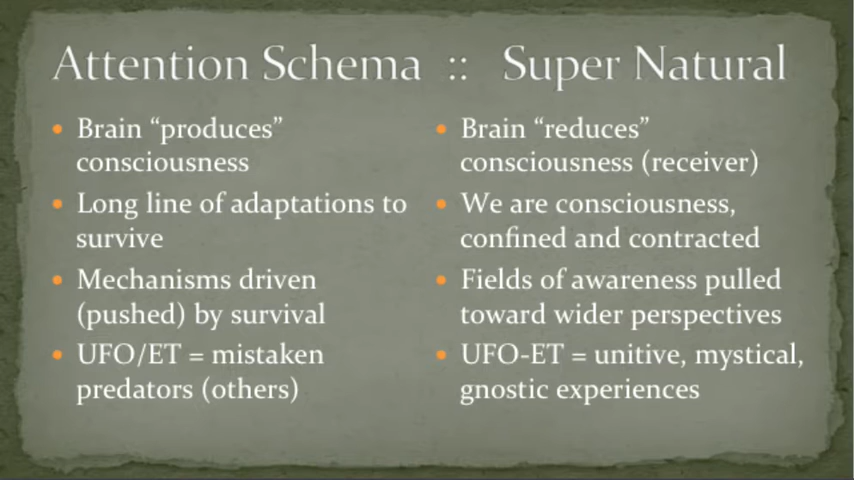 Attention Schema :: Super Natural
• Brain “produces”
consciousness
• Long line of adaptations to
survive
• Mechanisms driven
(pushed) by survival
• UFO/ET = mistaken
predators (others)
• Brain “reduces”
consciousness (receiver)
• We are consciousness,
confined and contracted
• Fields of awareness pulled
toward wider perspectives
• UFO-ET = unitive, mystical,
gnostic experiences